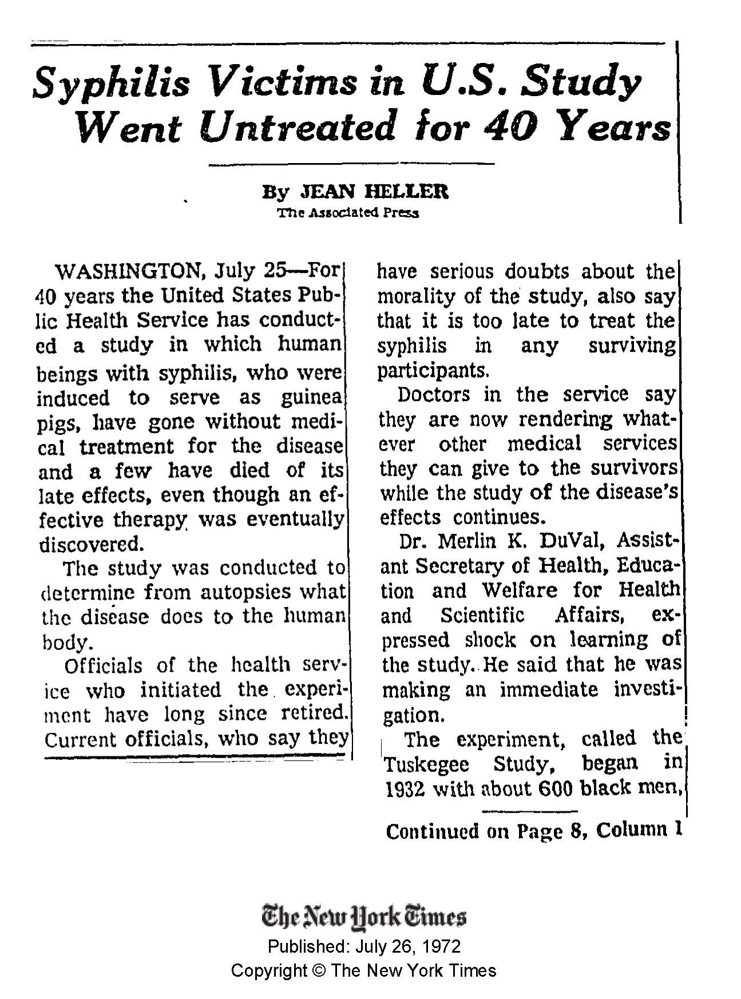 Syphilis Victims in U.S. Study
Went Untreated for 40 Years
By JEAN HELLER
The Associated Press
WASHINGTON, July 25—For
40 years the United States Pub-
lic Health Service has conduct-
ed a study in which human
beings with syphilis, who were
induced to serve as guinea
pigs, have gone without medi-
cal treatment for the disease
and a few have died of its
late effects, even though an ef-
fective therapy was eventually
discovered.
The study was conducted to
determine from autopsies what
the disease does to the human
body.
Officials of the health serv-
ice who initiated the experi-
ment have long since retired.
Current officials, who say they
have serious doubts about the
morality of the study, also say
that it is too late to treat the
syphilis in any surviving
participants.
Doctors in the service say
they are now rendering what-
ever other medical services
they can give to the survivors
while the study of the disease's
effects continues.
Dr. Merlin K. DuVal, Assist-
ant Secretary of Health, Educa-
tion and Welfare for Health
and Scientific Affairs, ex-
pressed shock on learning of
the study. He said that he was
making an immediate investi-
gation.
The experiment, called the
Tuskegee Study, began in
1932 with about 600 black men,
Continued on Page 8, Column 1
The New York Times
Published: July 26, 1972
Copyright © The New York Times